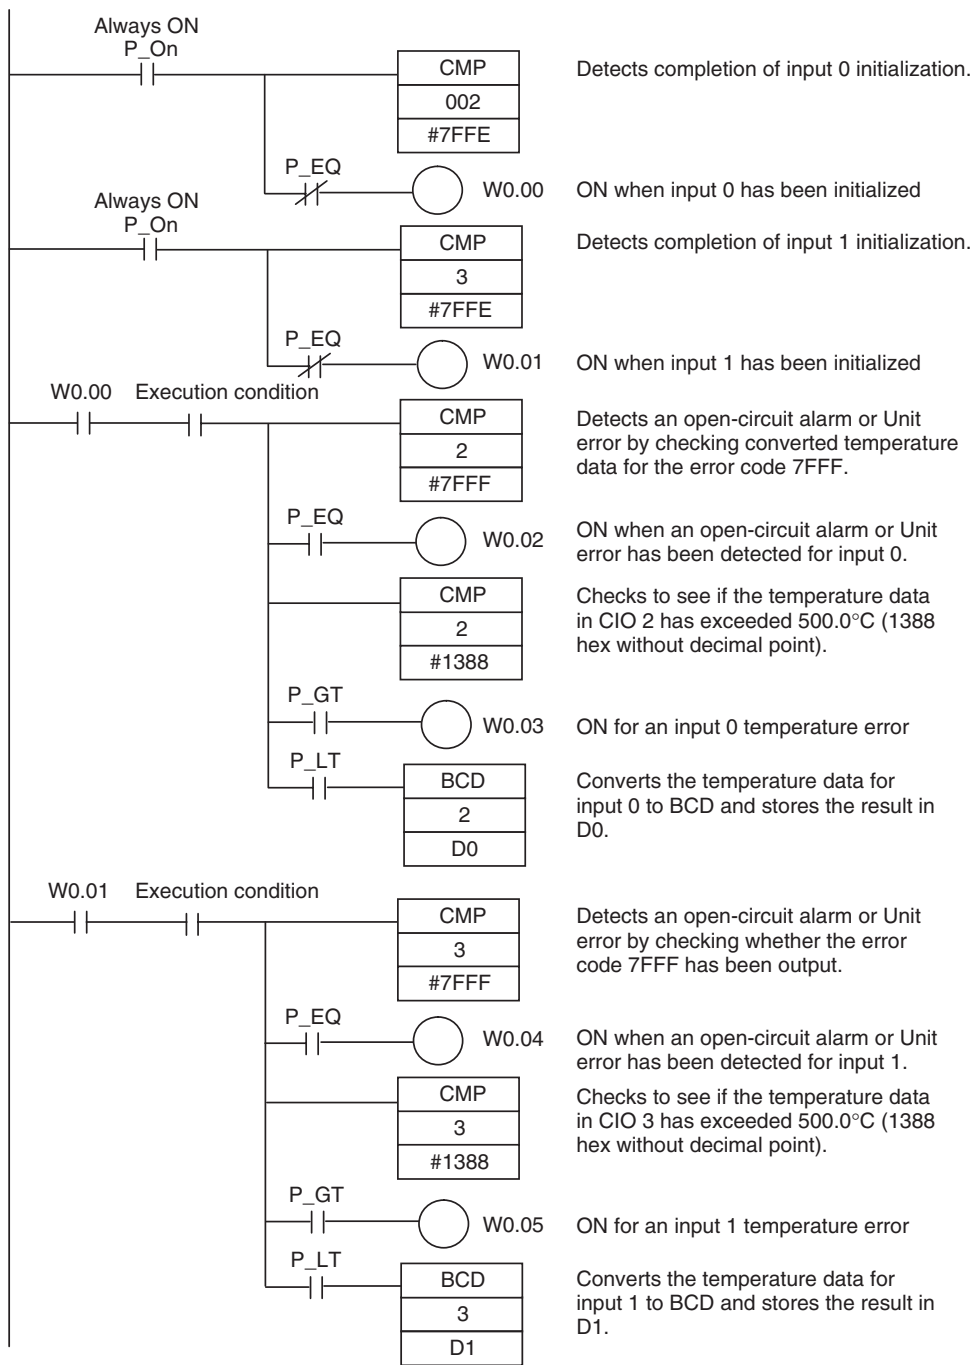 Always ON
P_On
CMP
002
#7FFE
Detects completion of input 0 initialization.
P_EQ
W0.00
ON when input 0 has been initialized
Always ON
P_On
CMP
3
#7FFE
Detects completion of input 1 initialization.
P_EQ
W0.01
ON when input 1 has been initialized
W0.00 Execution condition
CMP
2
#7FFF
Detects an open-circuit alarm or Unit
error by checking converted temperature
data for the error code 7FFF.
P_EQ
W0.02
ON when an open-circuit alarm or Unit
error has been detected for input 0.
CMP
2
#1388
Checks to see if the temperature data
in CIO 2 has exceeded 500.0°C (1388
hex without decimal point).
P_GT
W0.03
ON for an input 0 temperature error
P_LT
BCD
2
D0
Converts the temperature data for
input 0 to BCD and stores the result in
D0.
W0.01 Execution condition
CMP
3
#7FFF
Detects an open-circuit alarm or Unit
error by checking whether the error
code 7FFF has been output.
P_EQ
W0.04
ON when an open-circuit alarm or Unit
error has been detected for input 1.
CMP
3
#1388
Checks to see if the temperature data
in CIO 3 has exceeded 500.0°C (1388
hex without decimal point).
P_GT
W0.05
ON for an input 1 temperature error
P_LT
BCD
3
D1
Converts the temperature data for
input 1 to BCD and stores the result in
D1.